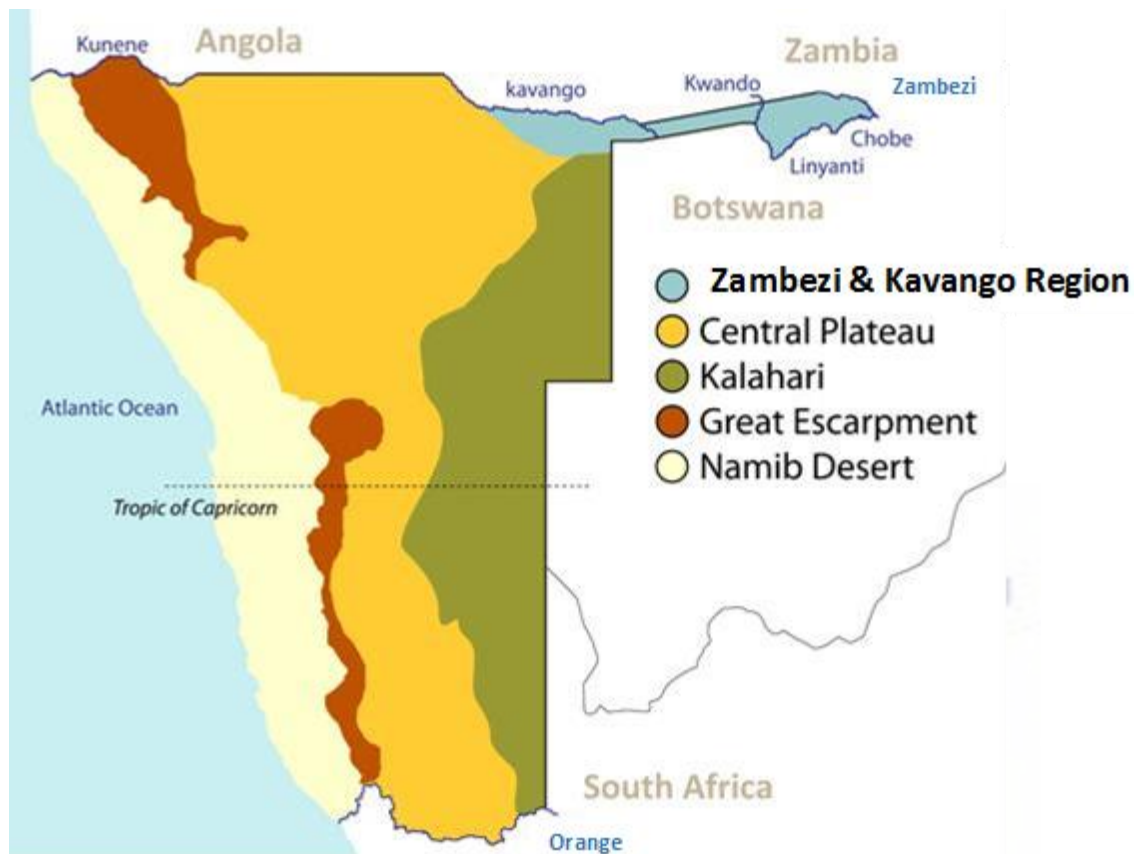 Kunene
Angola
Zambia
kavango
Kwando
Zambezi
Chobe
Linyanti
Botswana
Zambezi & Kavango Region
Central Plateau
Kalahari
Great Escarpment
Namib Desert
Atlantic Ocean
Tropic of Capricorn
South Africa
Orange